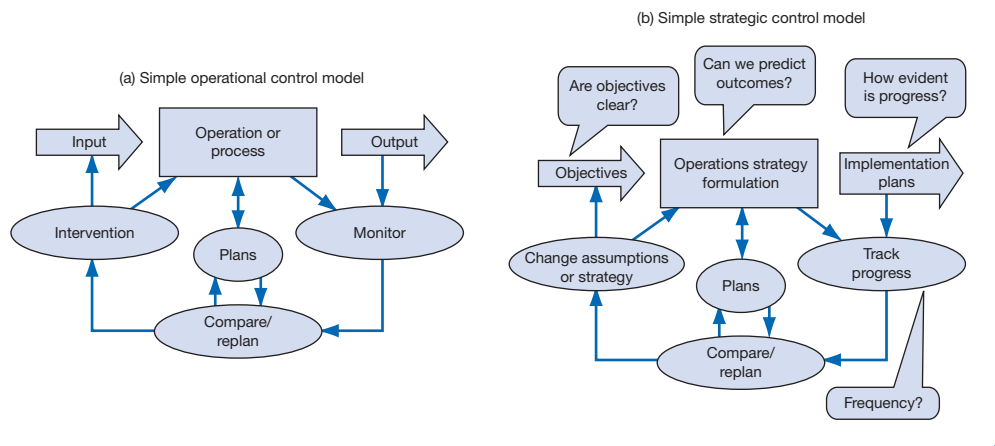 (a) Simple operational control model
Input
Operation or
process
Output
Intervention
Plans
Monitor
Compare/
replan
(b) Simple strategic control model
Are objectives
clear?
Can we predict
outcomes?
How evident
is progress?
Objectives
Operations strategy
formulation
Implementation
plans
Change assumptions
or strategy
Plans
Track
progress
Compare/
replan
Frequency?